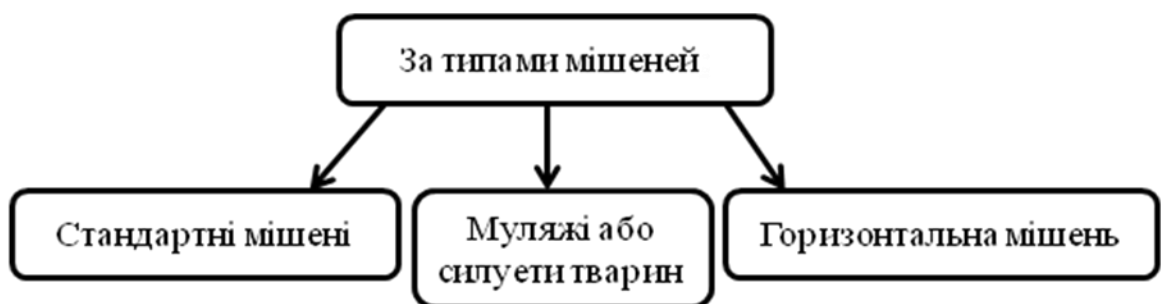 За типами мішеней
Стандартні мішені
Муляжі або
силуети тварин
Горизонтальна мішень